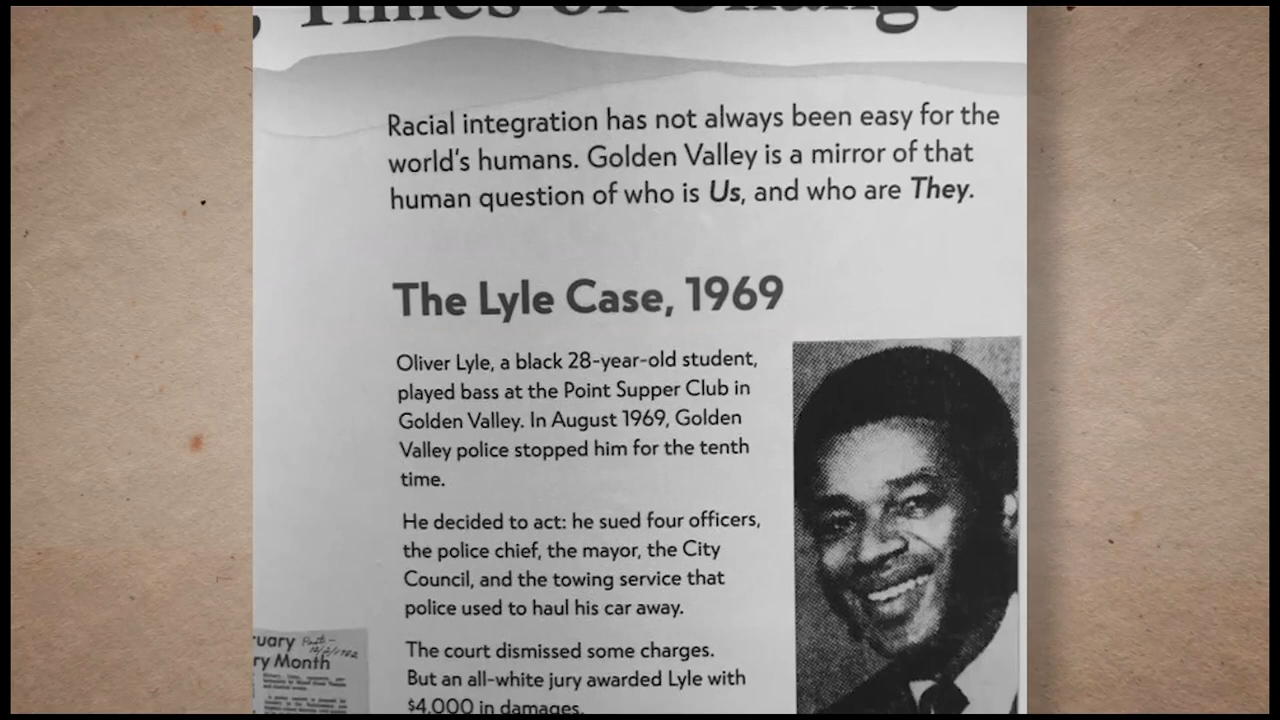 , Times of Change
Racial integration has not always been easy for the
world's humans. Golden Valley is a mirror of that
human question of who is Us, and who are They.
The Lyle Case, 1969
Oliver Lyle, a black 28-year-old student,
played bass at the Point Supper Club in
Golden Valley. In August 1969, Golden
Valley police stopped him for the tenth
time.
He decided to act: he sued four officers,
the police chief, the mayor, the City
Council, and the towing service that
police used to haul his car away.
The court dismissed some charges.
But an all-white jury awarded Lyle with
$4,000 in damages.
ruary
ry Month